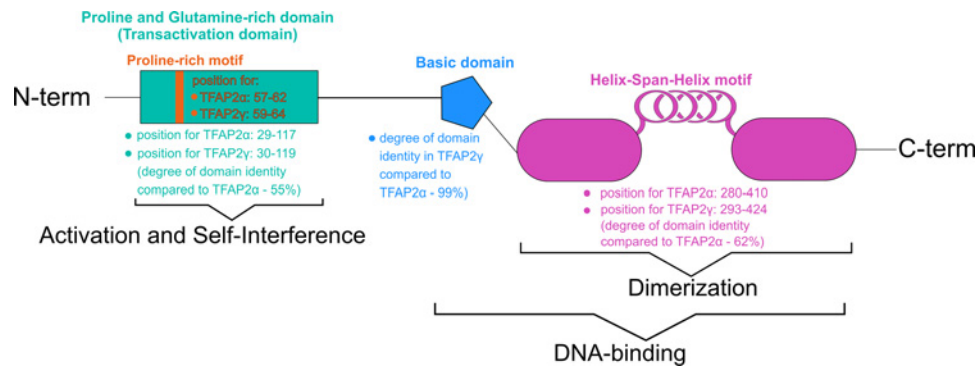 Proline and Glutamine-rich domain
(Transactivation domain)
Proline-rich motif
N-term
position for:
● TFAP2α: 57-62
● TFAP2γ: 59-64
● position for TFAP2α: 29-117
● position for TFAP2γ: 30-119
(degree of domain identity
compared to TFAP2α - 55%)
Activation and Self-Interference
Basic domain
● degree of domain
identity in TFAP2γ
compared to
TFAP2α - 99%)
Helix-Span-Helix motif
C-term
● position for TFAP2α: 280-410
● position for TFAP2γ: 293-424
(degree of domain identity
compared to TFAP2α - 62%)
Dimerization
DNA-binding